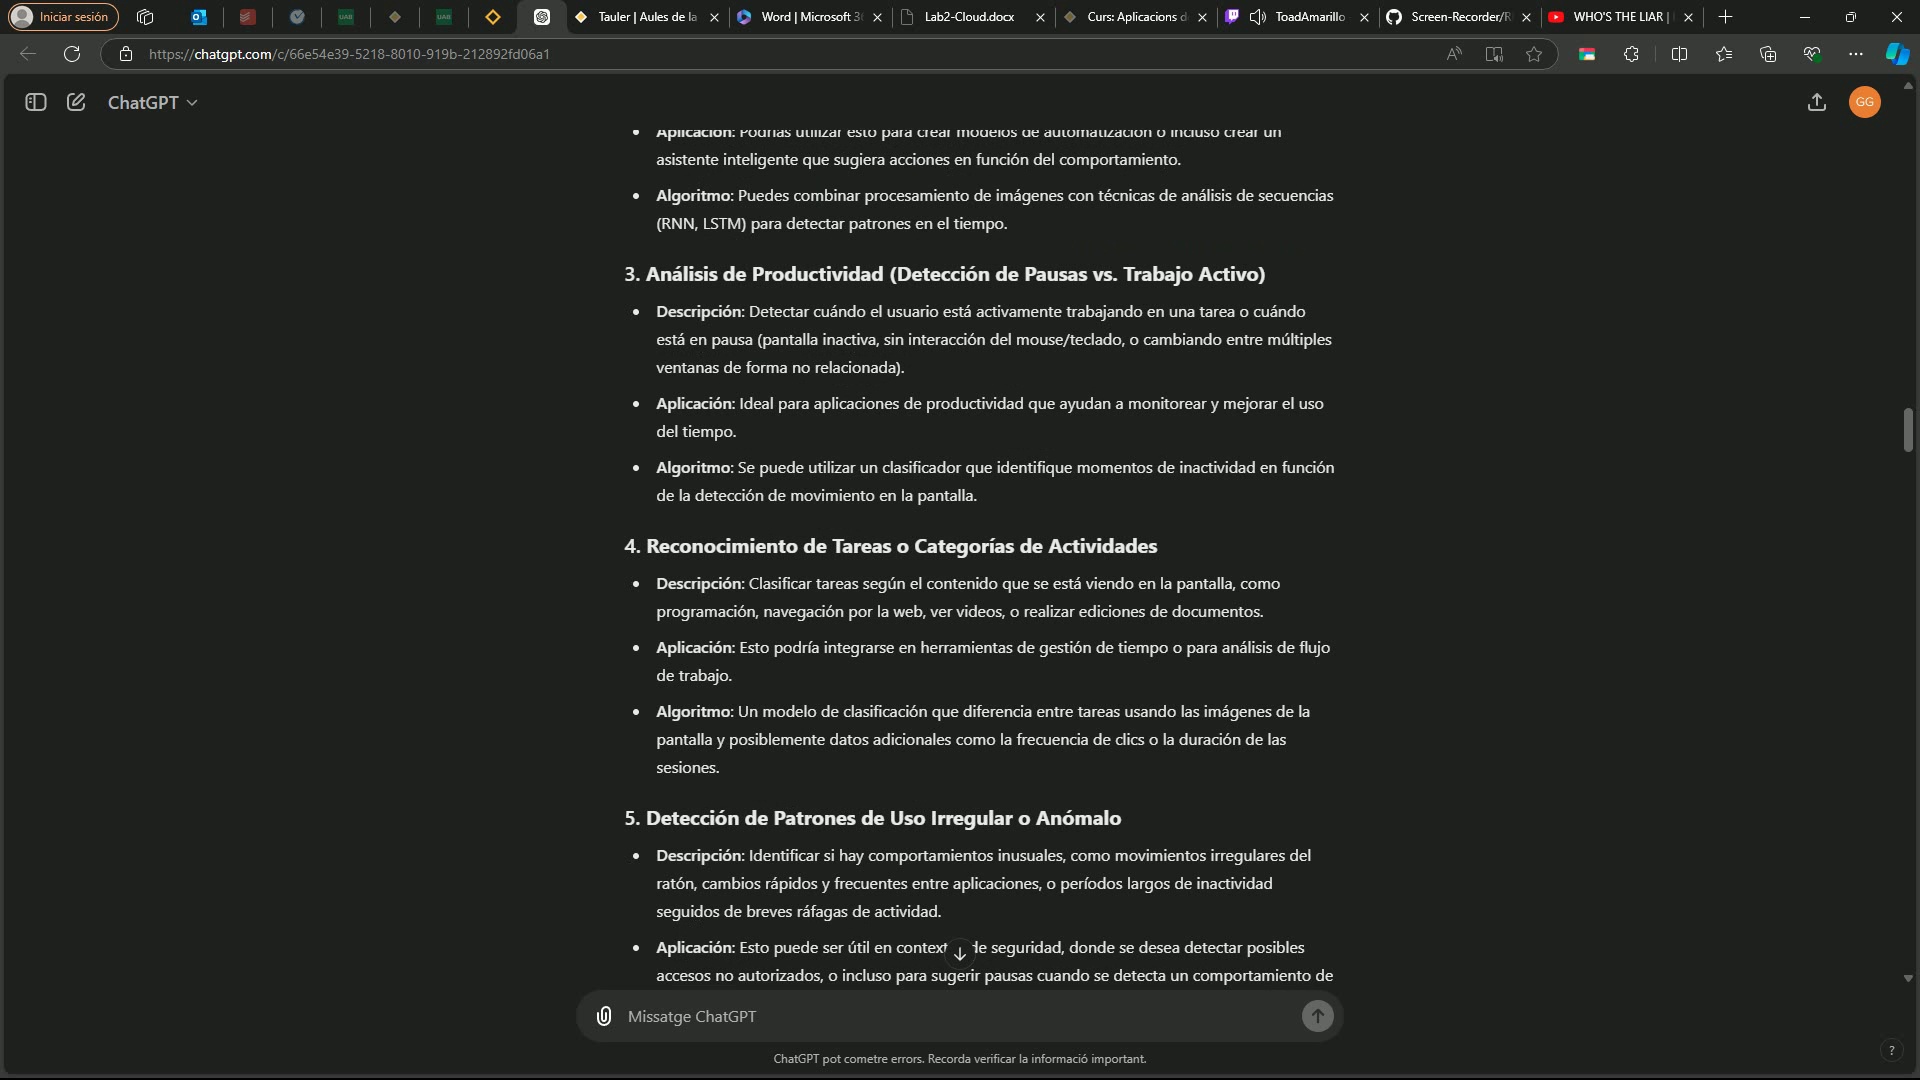 Iniciar sesión
UAB
UAB
Tauler | Aules de la
Word | Microsoft 3
Lab2-Cloud.docx
Curs: Aplicacions d
ToadAmarillo
Screen-Recorder/R
WHO'S THE LIAR |
https://chatgpt.com/c/66e54e39-5218-8010-919b-212892fd06a1
ChatGPT
GG
• Aplicación: Podrías utilizar esto para crear modelos de automatización o incluso crear un
asistente inteligente que sugiera acciones en función del comportamiento.
• Algoritmo: Puedes combinar procesamiento de imágenes con técnicas de análisis de secuencias
(RNN, LSTM) para detectar patrones en el tiempo.
3. Análisis de Productividad (Detección de Pausas vs. Trabajo Activo)
• Descripción: Detectar cuándo el usuario está activamente trabajando en una tarea o cuándo
está en pausa (pantalla inactiva, sin interacción del mouse/teclado, o cambiando entre múltiples
ventanas de forma no relacionada).
• Aplicación: Ideal para aplicaciones de productividad que ayudan a monitorear y mejorar el uso
del tiempo.
• Algoritmo: Se puede utilizar un clasificador que identifique momentos de inactividad en función
de la detección de movimiento en la pantalla.
4. Reconocimiento de Tareas o Categorías de Actividades
• Descripción: Clasificar tareas según el contenido que se está viendo en la pantalla, como
programación, navegación por la web, ver videos, o realizar ediciones de documentos.
• Aplicación: Esto podría integrarse en herramientas de gestión de tiempo o para análisis de flujo
de trabajo.
• Algoritmo: Un modelo de clasificación que diferencia entre tareas usando las imágenes de la
pantalla y posiblemente datos adicionales como la frecuencia de clics o la duración de las
sesiones.
5. Detección de Patrones de Uso Irregular o Anómalo
• Descripción: Identificar si hay comportamientos inusuales, como movimientos irregulares del
ratón, cambios rápidos y frecuentes entre aplicaciones, o períodos largos de inactividad
seguidos de breves ráfagas de actividad.
• Aplicación: Esto puede ser útil en context de seguridad, donde se desea detectar posibles
accesos no autorizados, o incluso para sugerir pausas cuando se detecta un comportamiento de
Missatge ChatGPT
ChatGPT pot cometre errors. Recorda verificar la informació important.
?